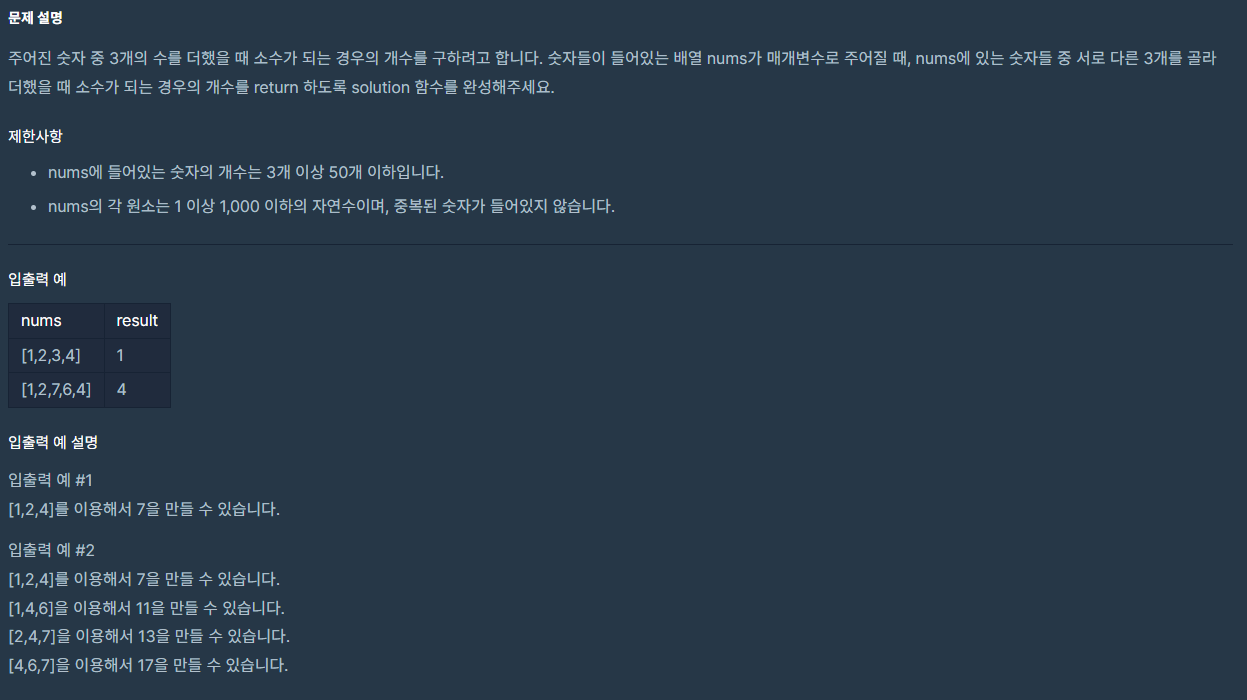 문제 설명
주어진 숫자 중 3개의 수를 더했을 때 소수가 되는 경우의 개수를 구하려고 합니다. 숫자들이 들어있는 배열 nums가 매개변수로 주어질 때, nums에 있는 숫자들 중 서로 다른 3개를 골라
더했을 때 소수가 되는 경우의 개수를 return 하도록 solution 함수를 완성해주세요.
제한사항
• nums에 들어있는 숫자의 개수는 3개 이상 50개 이하입니다.
• nums의 각 원소는 1 이상 1,000 이하의 자연수이며, 중복된 숫자가 들어있지 않습니다.
입출력 예
nums result
[1,2,3,4] 1
[1,2,7,6,4] 4
입출력 예 설명
입출력 예 #1
[1,2,4]를 이용해서 7을 만들 수 있습니다.
입출력 예 #2
[1,2,4]를 이용해서 7을 만들 수 있습니다.
[1,4,6]을 이용해서 11을 만들 수 있습니다.
[2,4,7]을 이용해서 13을 만들 수 있습니다.
[4,6,7]을 이용해서 17을 만들 수 있습니다.